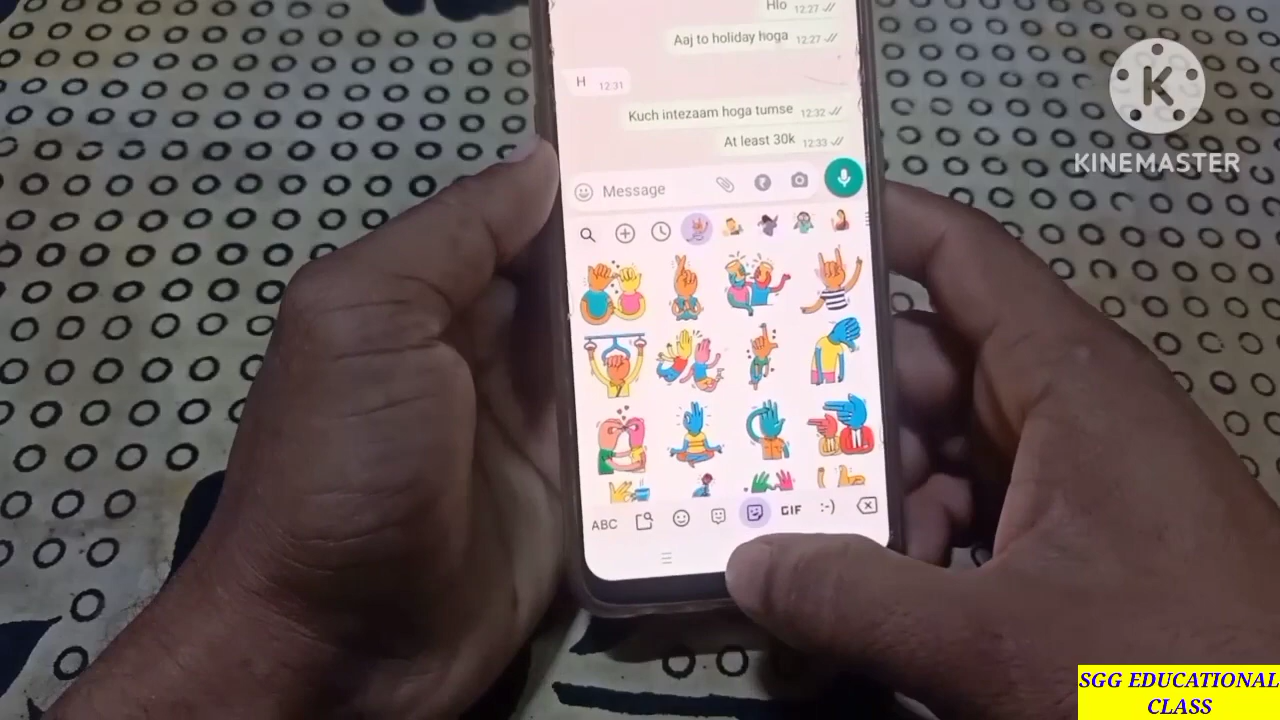 Hlo 12:27
Aaj to holiday hoga 12:27
H 12:31
Kuch intezaam hoga tumse 12:32
At least 30k 12:33
Message
ABC
GIF
:-)
K
KINEMASTER
SGG EDUCATIONAL
CLASS